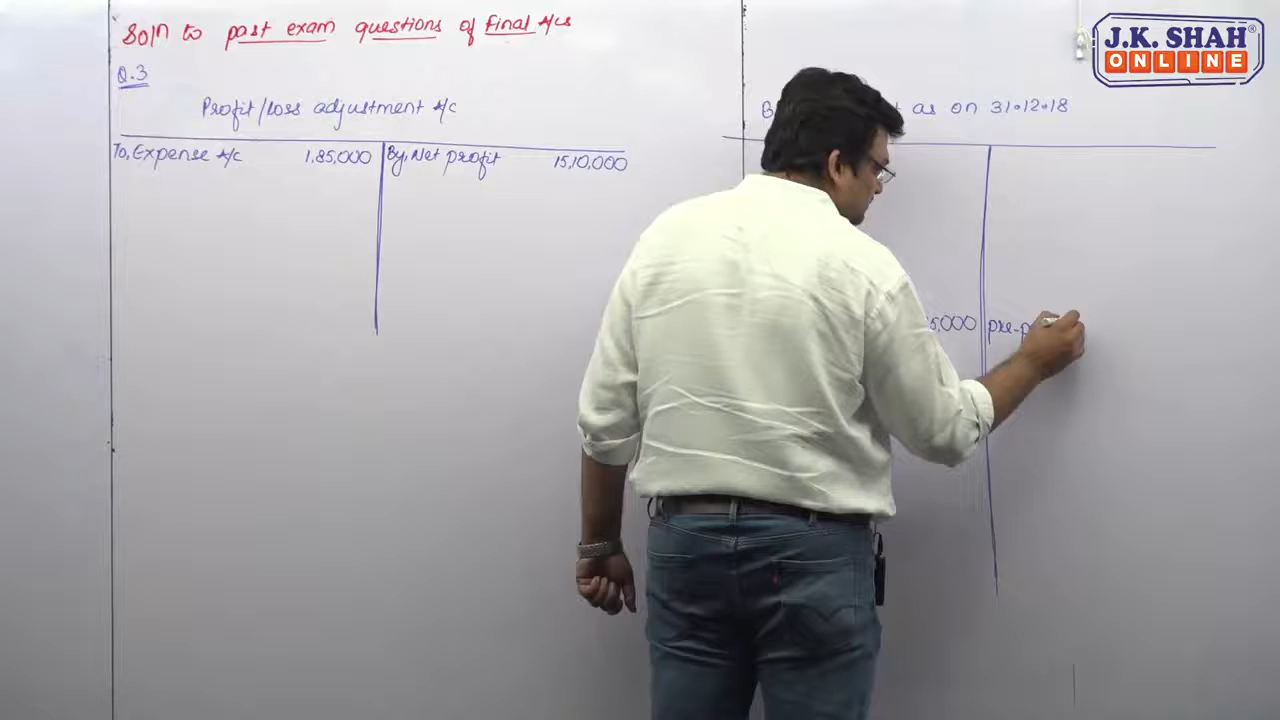 Soln to past exam questions of Final A/cs
Q.3
Profit/Loss adjustment A/c
To, Expense A/c 1,85,000 By, Net profit 15,10,000
as on 31.12.18
5,000 pre-p
J.K. SHAH®
ONLINE